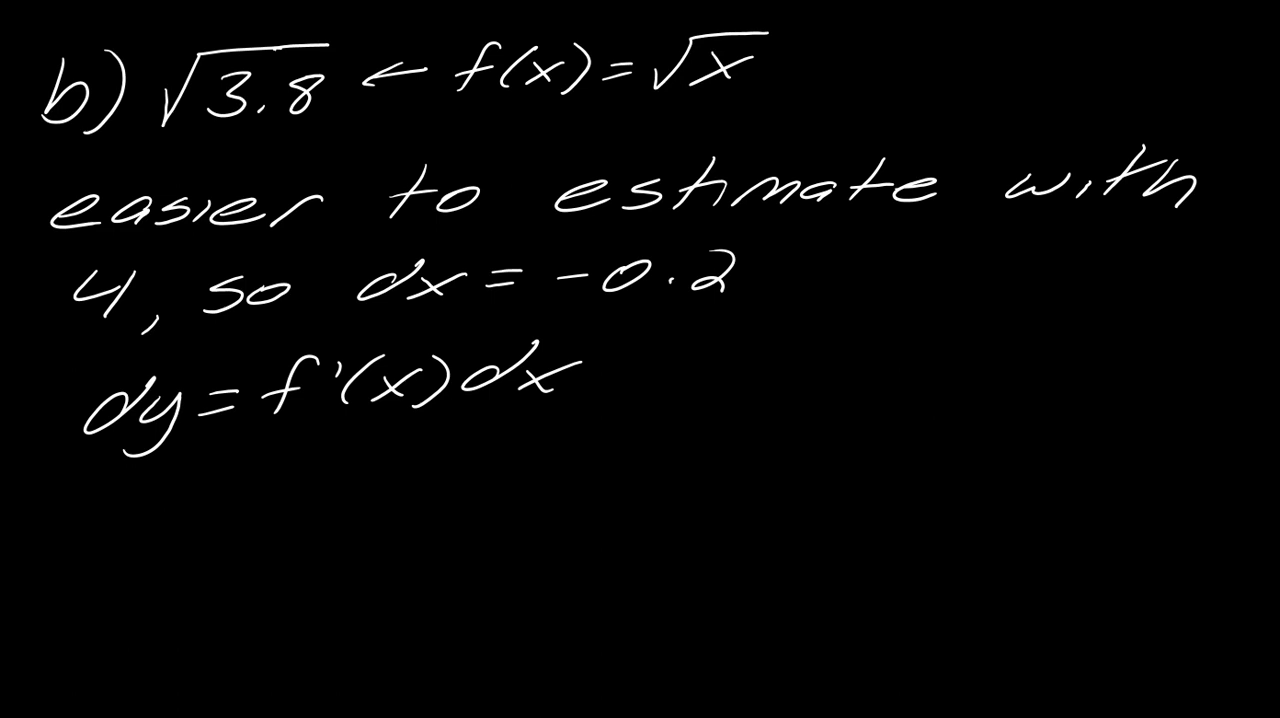 b) √3.8 ← f(x) = √x
easier to estimate with
4, so dx = -0.2
dy = f'(x)dx